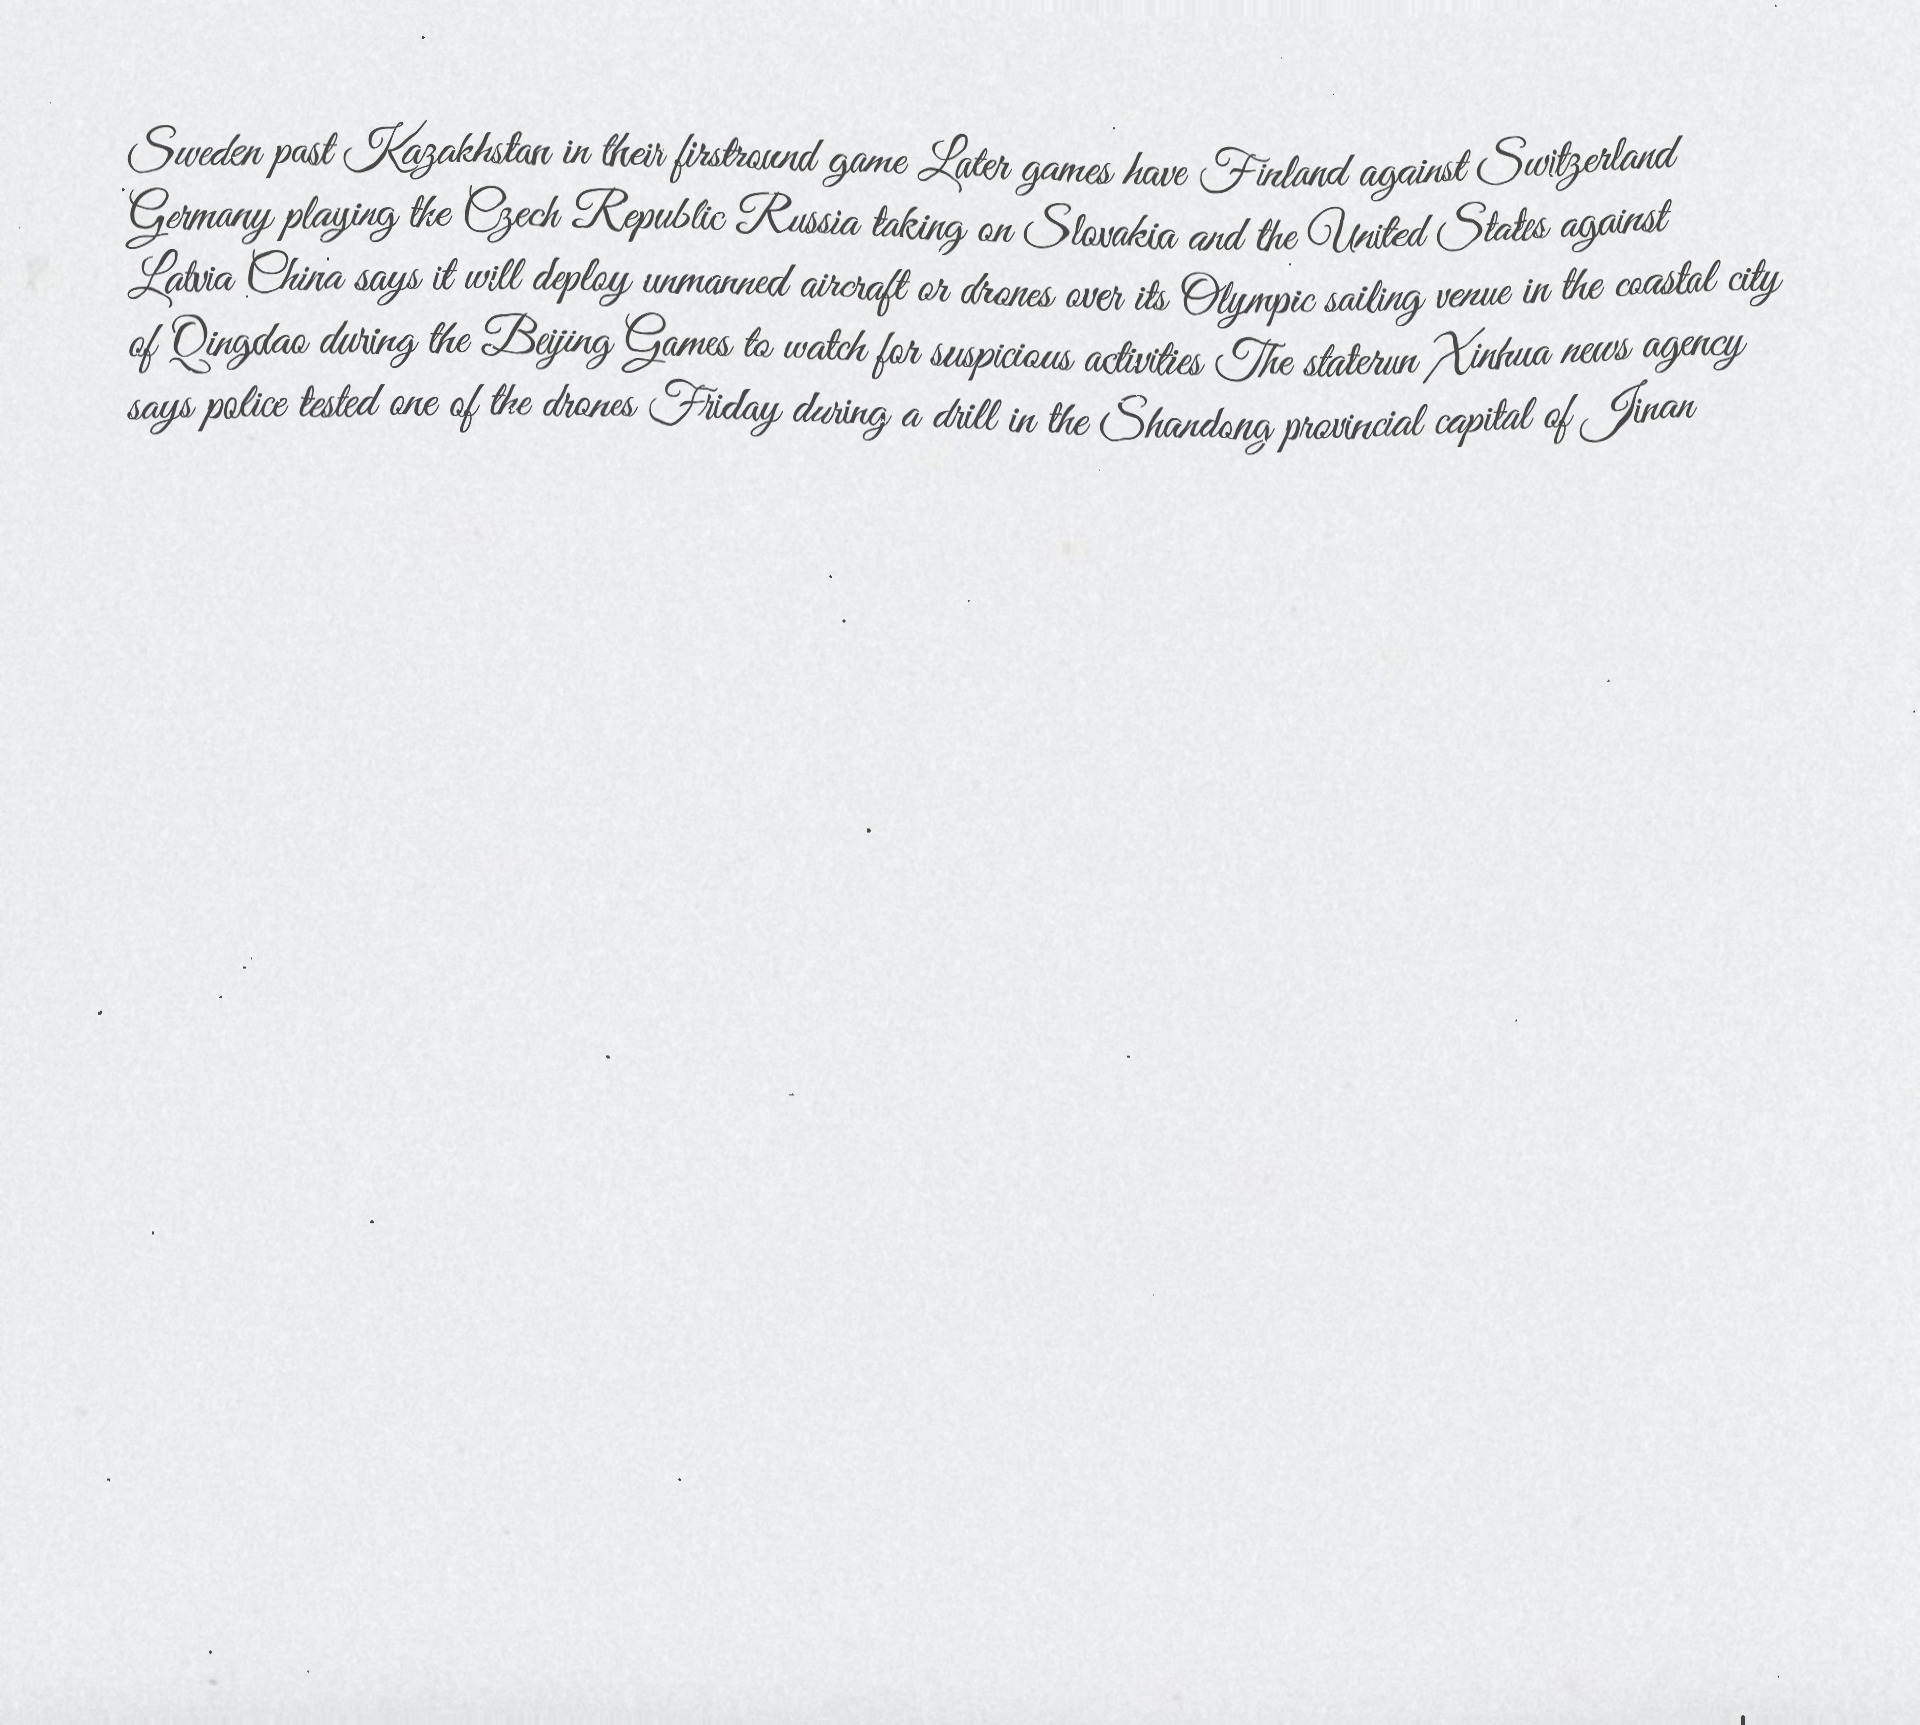 Sweden past Kazakhstan in their firstround game Later games have Finland against Switzerland
Germany playing the Czech Republic Russia taking on Slovakia and the United States against
Latvia China says it will deploy unmanned aircraft or drones over its Olympic sailing venue in the coastal city
of Qingdao during the Beijing Games to watch for suspicious activities The staterun Xinhua news agency
says police tested one of the drones Friday during a drill in the Shandong provincial capital of Jinan